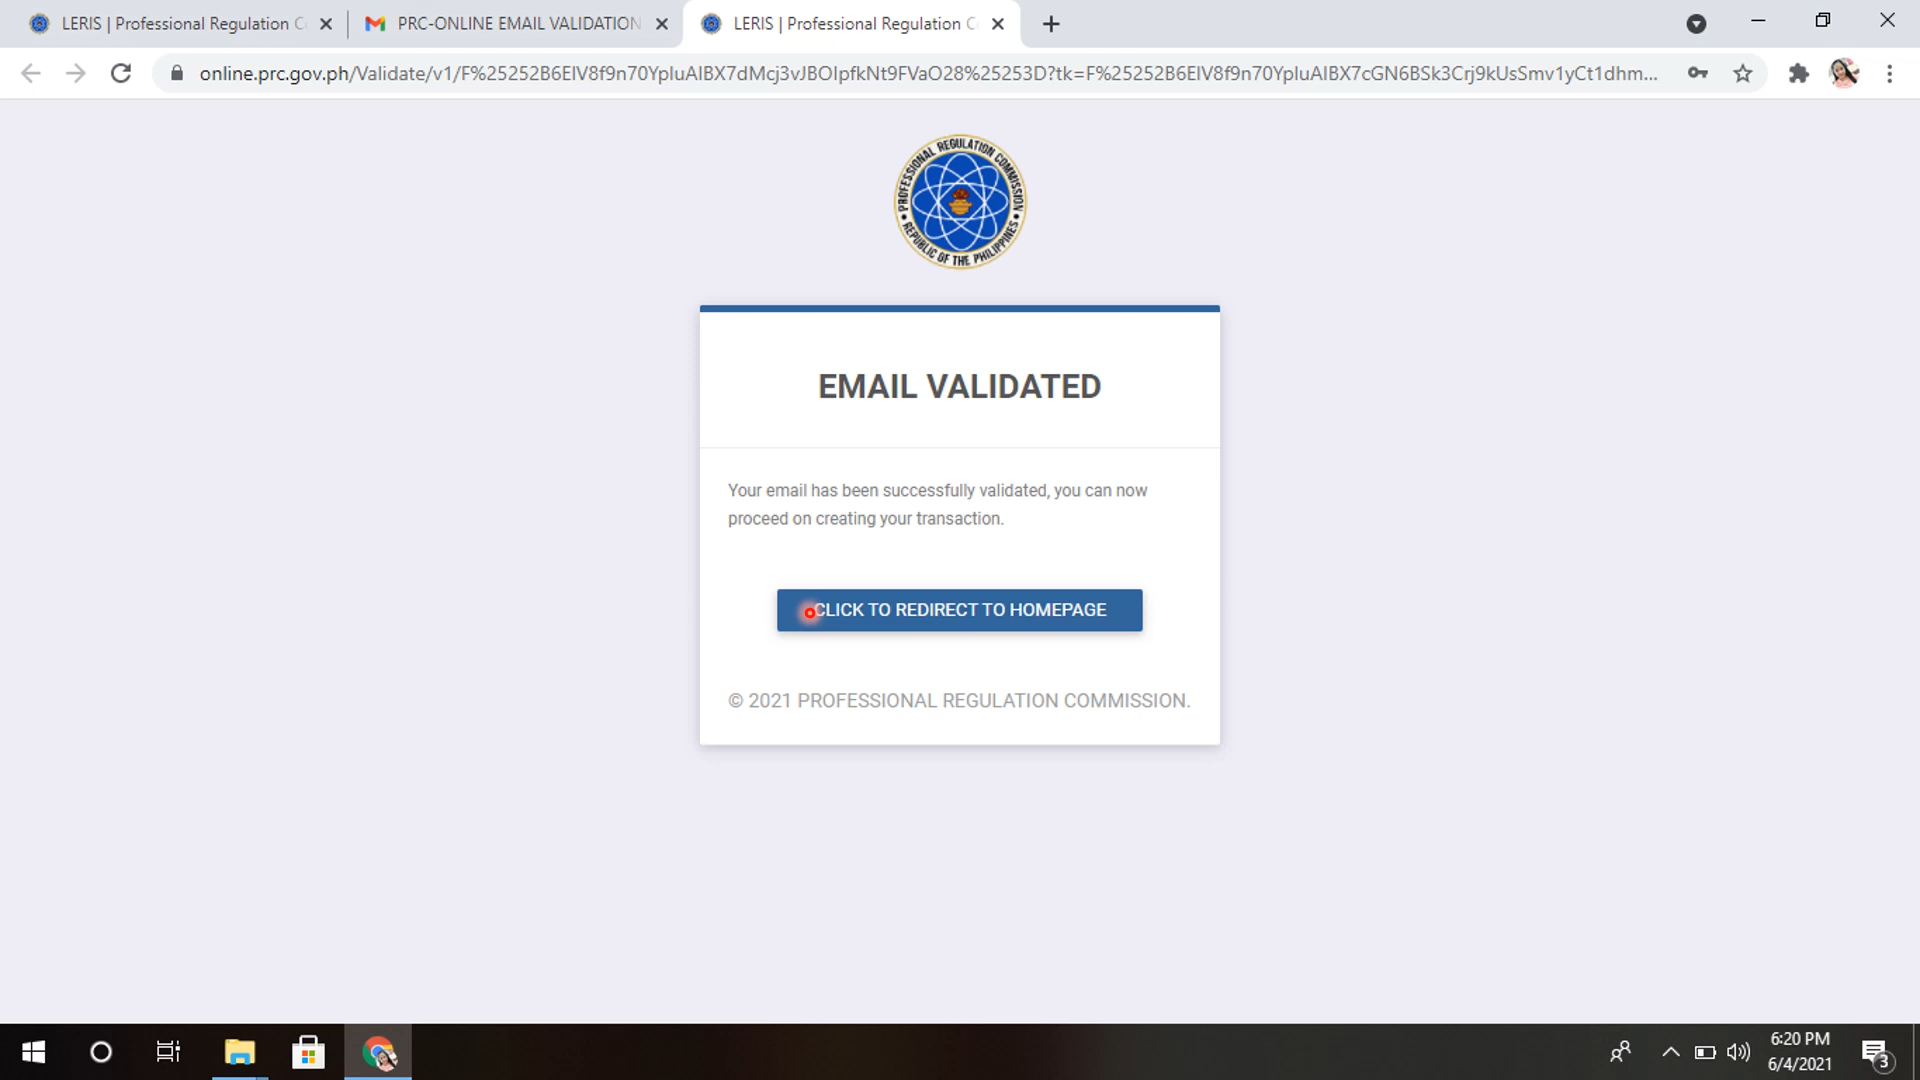 LERIS | Professional Regulation C
PRC-ONLINE EMAIL VALIDATION
LERIS | Professional Regulation C
online.prc.gov.ph/Validate/v1/F%25252B6ElV8f9n70YpIuAIBX7dMcj3vJBOIpfkNt9FVaO28%25253D?tk=F%25252B6ElV8f9n70YpIuAIBX7cGN6BSk3Crj9kUsSmv1yCt1dhm...
PROFESSIONAL REGULATION COMMISSION
REPUBLIC OF THE PHILIPPINES
EMAIL VALIDATED
Your email has been successfully validated, you can now
proceed on creating your transaction.
CLICK TO REDIRECT TO HOMEPAGE
© 2021 PROFESSIONAL REGULATION COMMISSION.
6:20 PM
6/4/2021
3